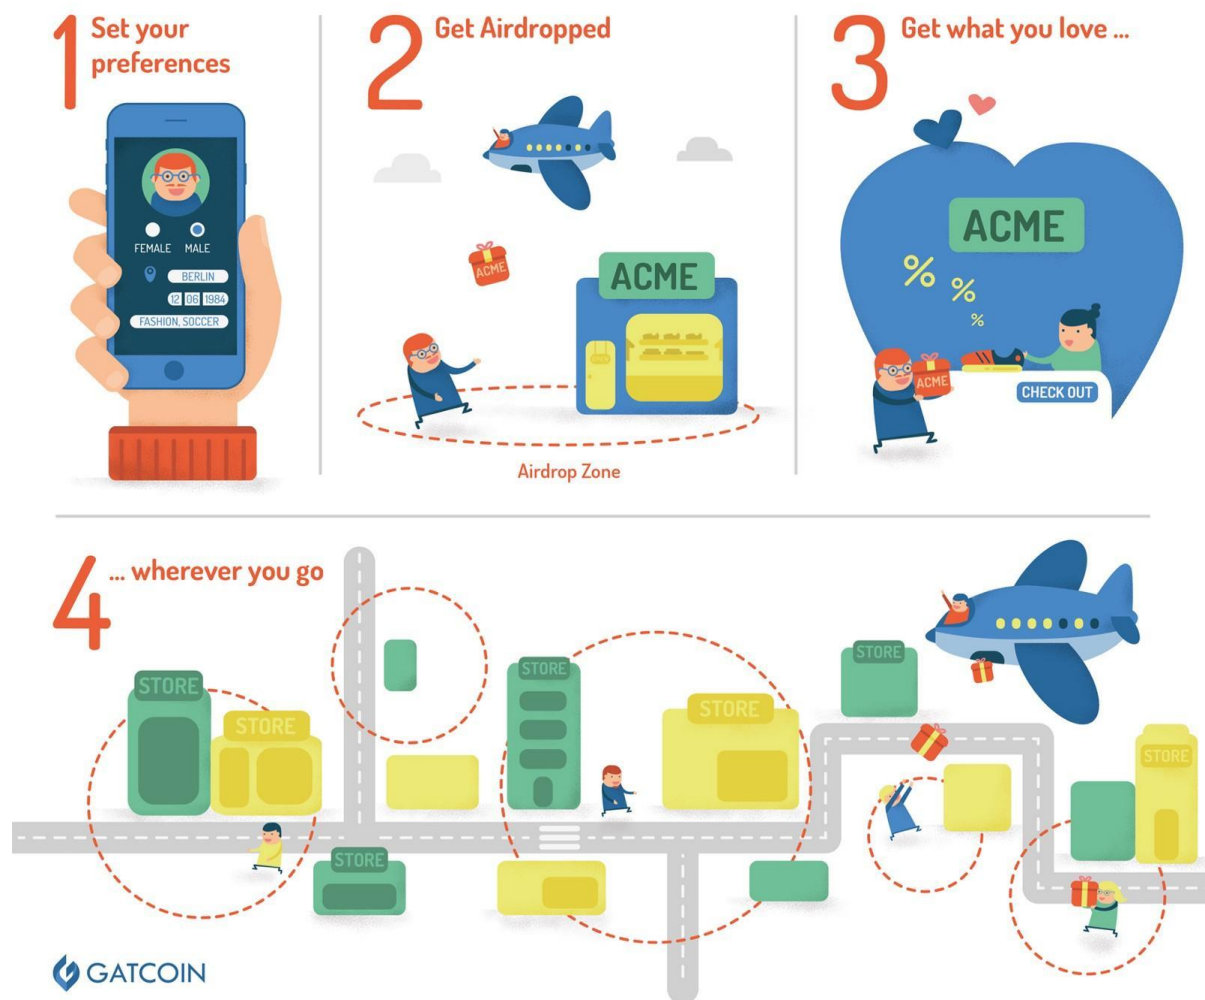 1
Set your
preferences
FEMALE MALE
BERLIN
12 06 1984
FASHION, SOCCER
2
Get Airdropped
ACME
ACME
Airdrop Zone
3
Get what you love ...
ACME
% % %
ACME
CHECK OUT
4
... wherever you go
STORE
STORE
STORE
STORE
STORE
STORE
STORE
GATCOIN